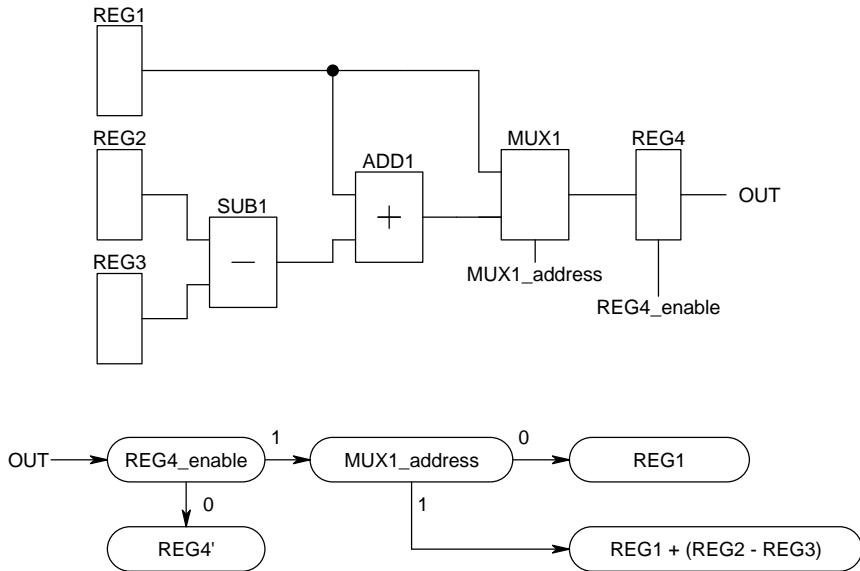 REG1
REG2
MUX1
REG4
ADD1
+
OUT
SUB1
−
REG3
MUX1_address
REG4_enable
1
0
OUT
REG4_enable
MUX1_address
REG1
0
1
REG4'
REG1 + (REG2 - REG3)